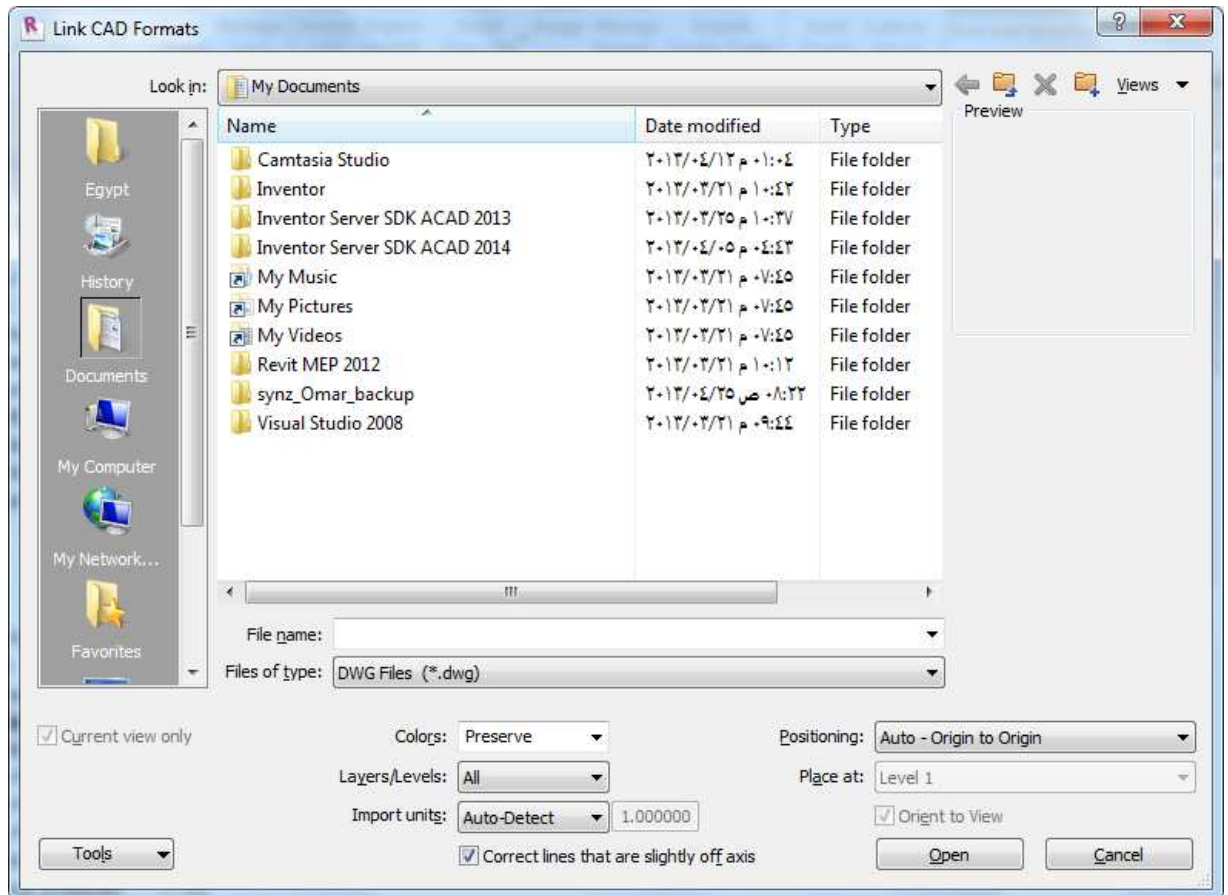 Link CAD Formats
Look in: My Documents Views
Preview
Name Date modified Type
Camtasia Studio ٢٠١٣/٠٤/١٢ م ٠١:٠٤ File folder
Inventor ٢٠١٣/٠٣/٢١ م ١٠:٤٢ File folder
Inventor Server SDK ACAD 2013 ٢٠١٣/٠٣/٢٥ م ١٠:٣٧ File folder
Inventor Server SDK ACAD 2014 ٢٠١٣/٠٤/٠٥ م ٠٤:٤٣ File folder
My Music ٢٠١٣/٠٣/٢١ م ٠٧:٤٥ File folder
My Pictures ٢٠١٣/٠٣/٢١ م ٠٧:٤٥ File folder
My Videos ٢٠١٣/٠٣/٢١ م ٠٧:٤٥ File folder
Revit MEP 2012 ٢٠١٣/٠٣/٢١ م ١٠:١٢ File folder
synz_Omar_backup ٢٠١٣/٠٤/٢٥ ص ٠٨:٢٢ File folder
Visual Studio 2008 ٢٠١٣/٠٣/٢١ م ٠٩:٤٤ File folder
Egypt
History
Documents
My Computer
My Network...
Favorites
File name:
Files of type: DWG Files (*.dwg)
Current view only
Colors: Preserve
Positioning: Auto - Origin to Origin
Layers/Levels: All
Place at: Level 1
Import units: Auto-Detect 1.000000
Orient to View
Correct lines that are slightly off axis
Tools
Open
Cancel